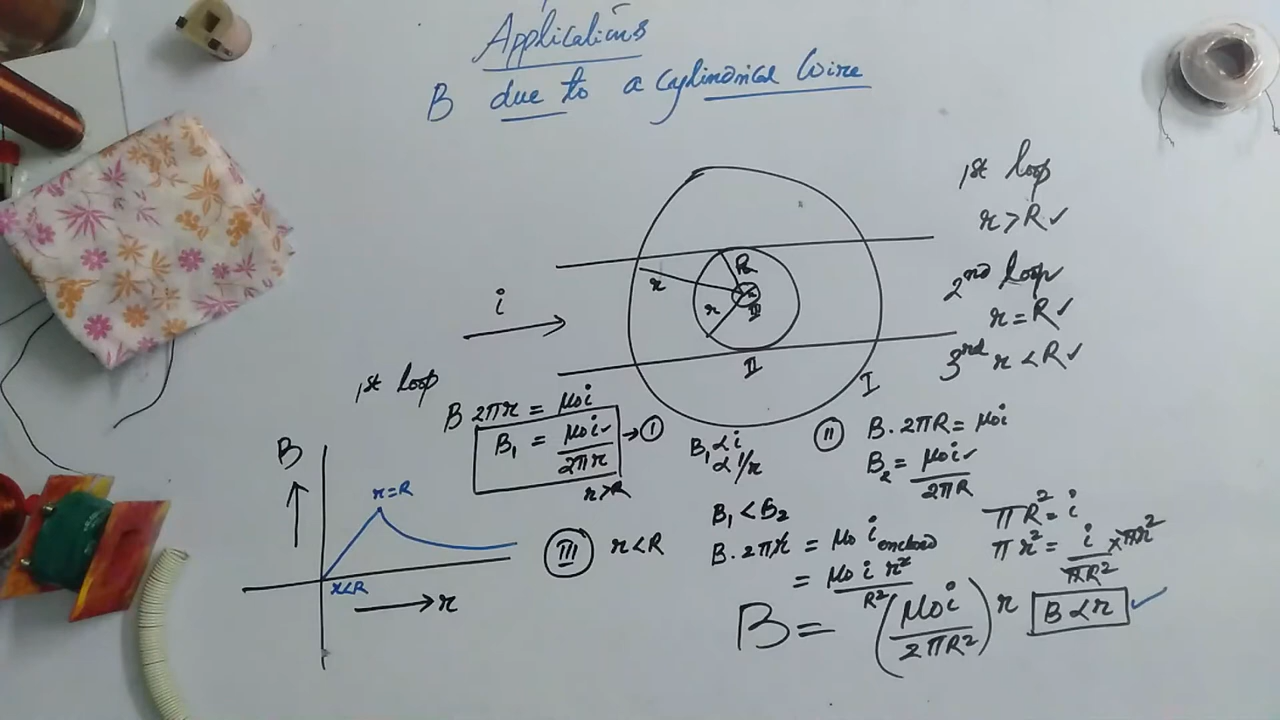 Applications
B due to a cylindrical Wire
1st loop
r > R ✓
2nd loop
r = R ✓
3rd r < R ✓
R
r
r
III
II
I
i
1st loop
B 2πr = μ₀i
B₁ = μ₀i / 2πr → ①
r > R
B₁ ∝ i
∝ 1/r
B₁ < B₂
II B . 2πR = μ₀i
B₂ = μ₀i / 2πR
III r < R
B . 2πr = μ₀ i enclosed
= μ₀ i r² / R²
πR² = i
πr² = i / πR² × πr²
B = (μ₀i / 2πR²) r
B ∝ r ✓
B
r = R
r < R
r